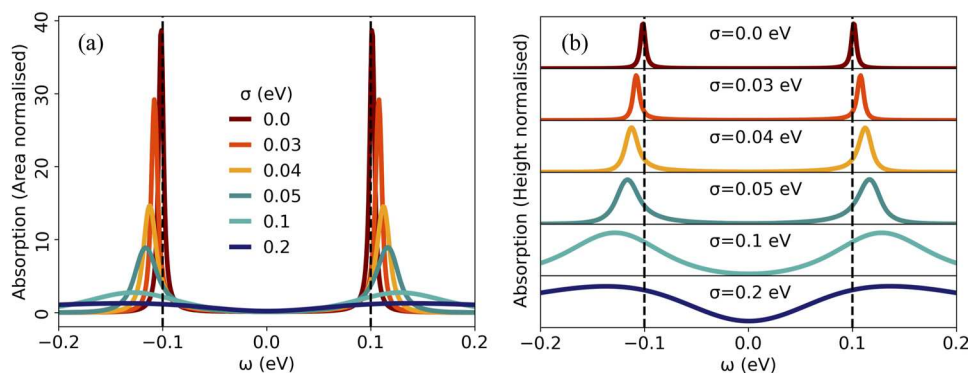 (a)
Absorption (Area normalised)
40
30
20
10
0
σ (eV)
0.0
0.03
0.04
0.05
0.1
0.2
−0.2 −0.1 0.0 0.1 0.2
ω (eV)
(b)
Absorption (Height normalised)
σ=0.0 eV
σ=0.03 eV
σ=0.04 eV
σ=0.05 eV
σ=0.1 eV
σ=0.2 eV
−0.2 −0.1 0.0 0.1 0.2
ω (eV)